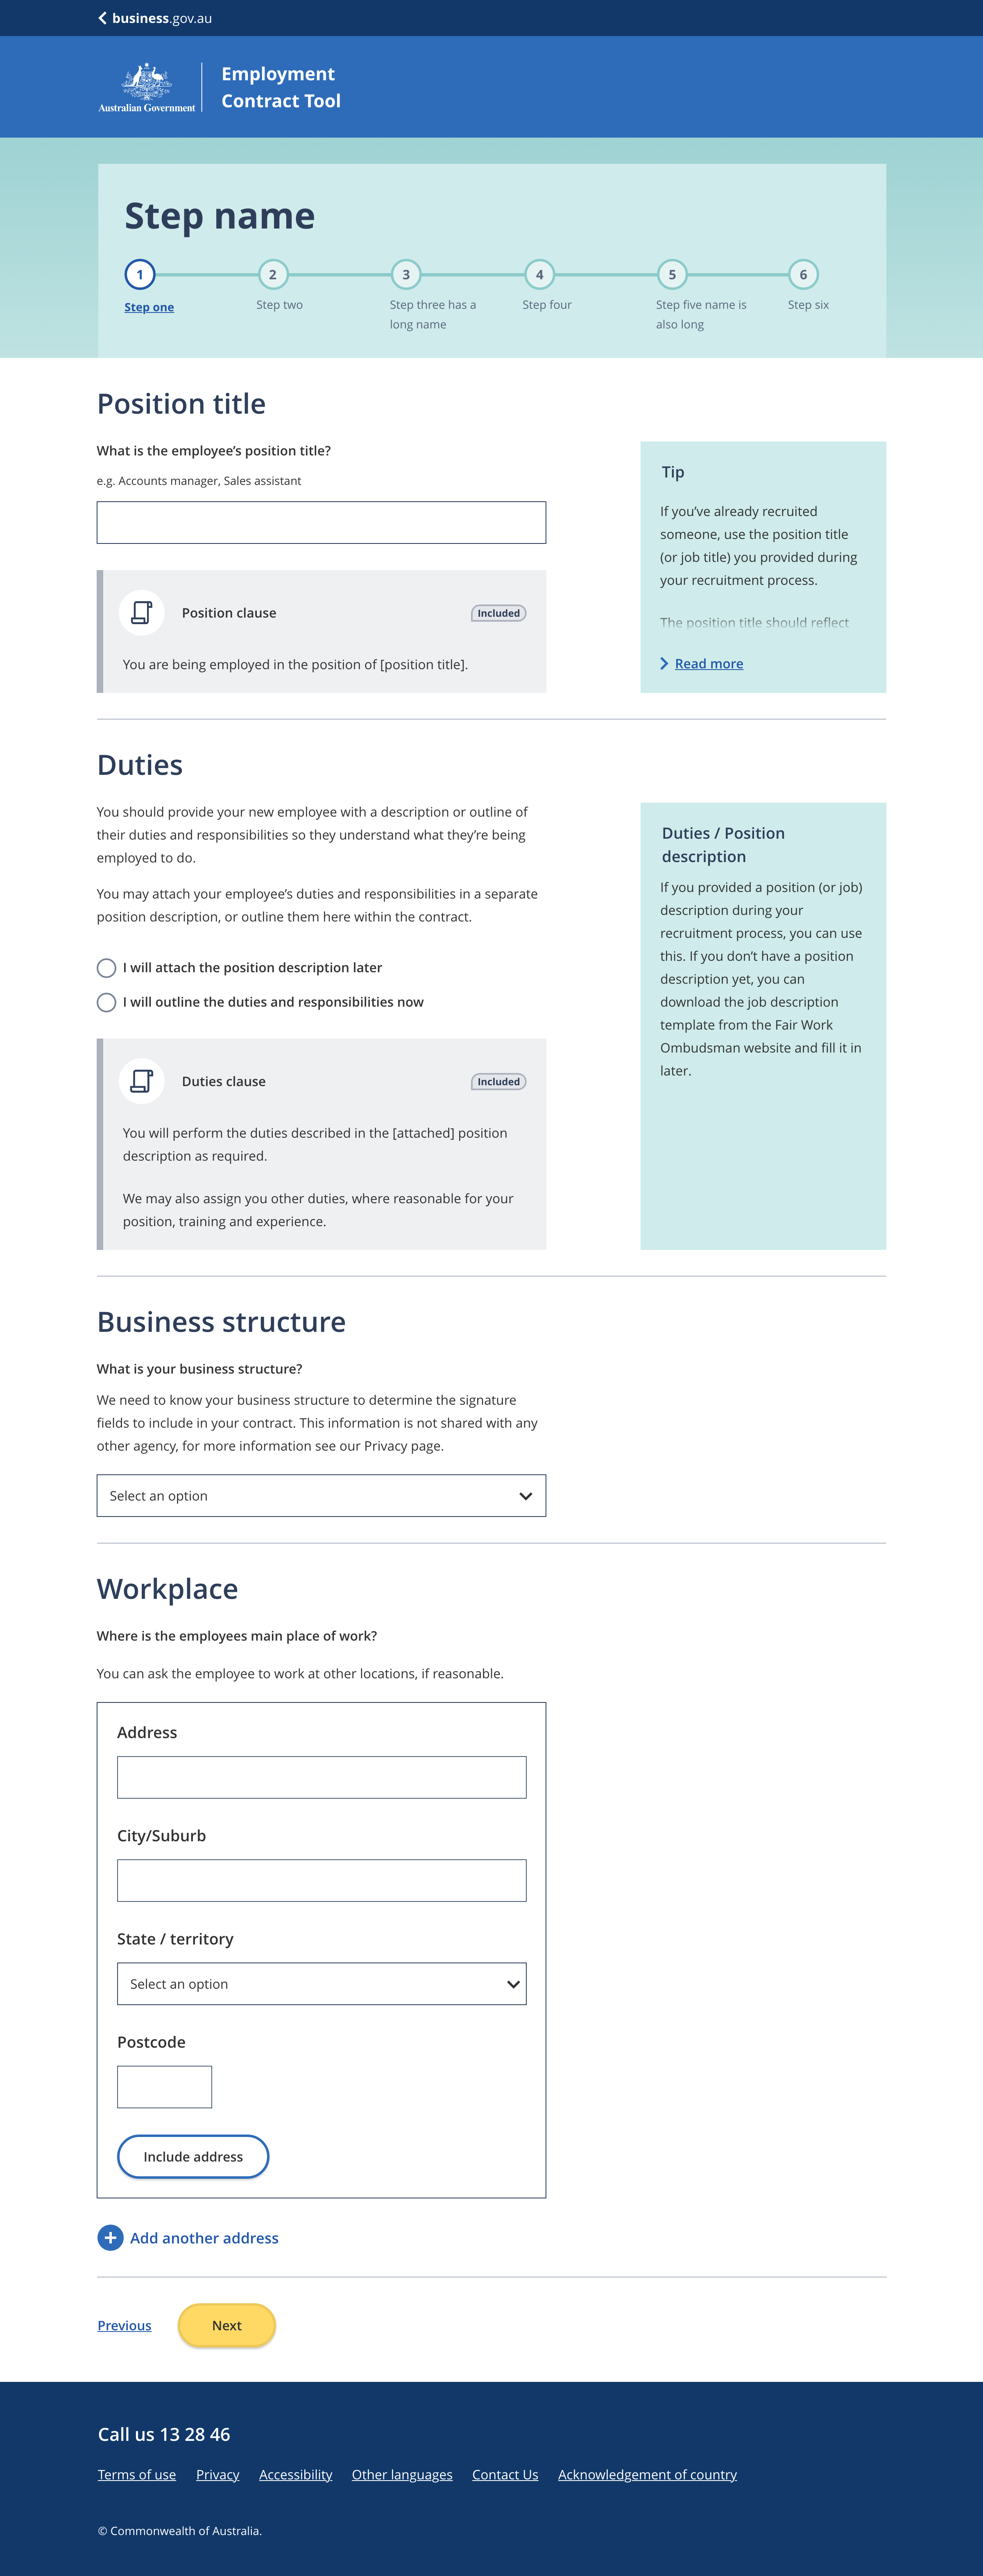 business.gov.au
Australian Government
Employment
Contract Tool
Step name
1
2
3
4
5
6
Step one
Step two
Step three has a
long name
Step four
Step five name is
also long
Step six
Position title
What is the employee’s position title?
e.g. Accounts manager, Sales assistant
Position clause
Included
You are being employed in the position of [position title].
Tip
If you’ve already recruited
someone, use the position title
(or job title) you provided during
your recruitment process.
The position title should reflect
Read more
Duties
You should provide your new employee with a description or outline of
their duties and responsibilities so they understand what they’re being
employed to do.
You may attach your employee’s duties and responsibilities in a separate
position description, or outline them here within the contract.
I will attach the position description later
I will outline the duties and responsibilities now
Duties clause
Included
You will perform the duties described in the [attached] position
description as required.
We may also assign you other duties, where reasonable for your
position, training and experience.
Duties / Position
description
If you provided a position (or job)
description during your
recruitment process, you can use
this. If you don’t have a position
description yet, you can
download the job description
template from the Fair Work
Ombudsman website and fill it in
later.
Business structure
What is your business structure?
We need to know your business structure to determine the signature
fields to include in your contract. This information is not shared with any
other agency, for more information see our Privacy page.
Select an option
Workplace
Where is the employees main place of work?
You can ask the employee to work at other locations, if reasonable.
Address
City/Suburb
State / territory
Select an option
Postcode
Include address
Add another address
Previous
Next
Call us 13 28 46
Terms of use
Privacy
Accessibility
Other languages
Contact Us
Acknowledgement of country
© Commonwealth of Australia.